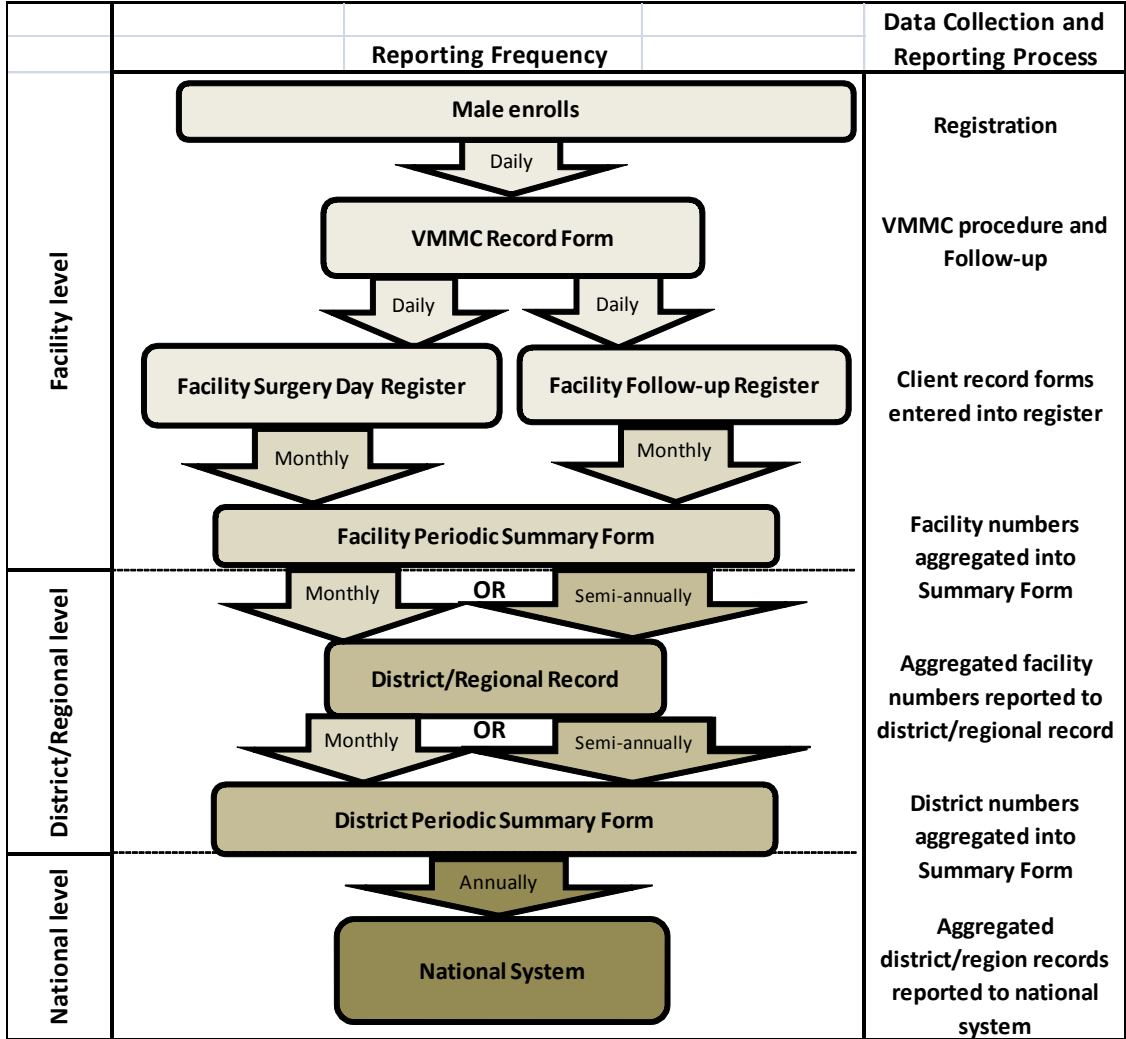 Data Collection and
Reporting Frequency
Reporting Process
Facility level
Male enrolls
Registration
Daily
VMMC Record Form
VMMC procedure and
Follow-up
Daily
Daily
Facility Surgery Day Register
Facility Follow-up Register
Client record forms
entered into register
Monthly
Monthly
Facility Periodic Summary Form
Facility numbers
aggregated into
Summary Form
District/Regional level
Monthly
OR
Semi-annually
District/Regional Record
Aggregated facility
numbers reported to
district/regional record
Monthly
OR
Semi-annually
District Periodic Summary Form
District numbers
aggregated into
Summary Form
National level
Annually
National System
Aggregated
district/region records
reported to national
system